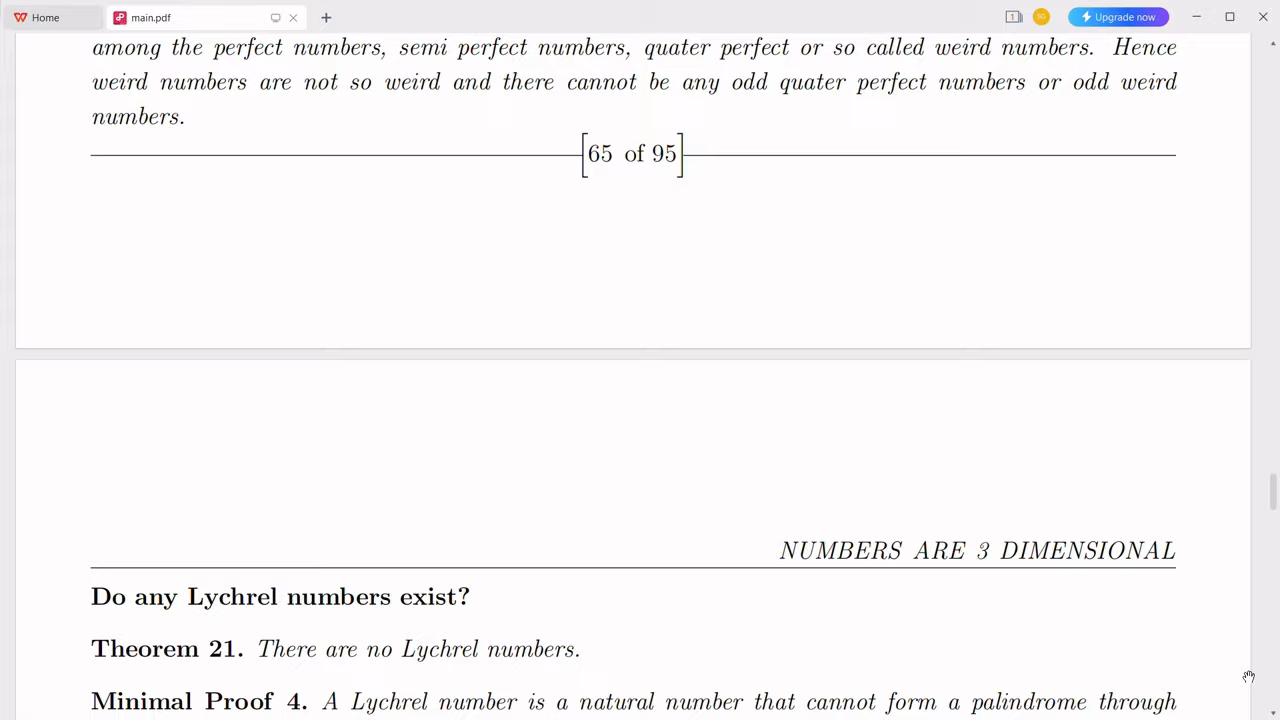 Home
main.pdf
SG
Upgrade now
among the perfect numbers, semi perfect numbers, quater perfect or so called weird numbers. Hence
weird numbers are not so weird and there cannot be any odd quater perfect numbers or odd weird
numbers.
[65 of 95]
NUMBERS ARE 3 DIMENSIONAL
Do any Lychrel numbers exist?
Theorem 21. There are no Lychrel numbers.
Minimal Proof 4. A Lychrel number is a natural number that cannot form a palindrome through